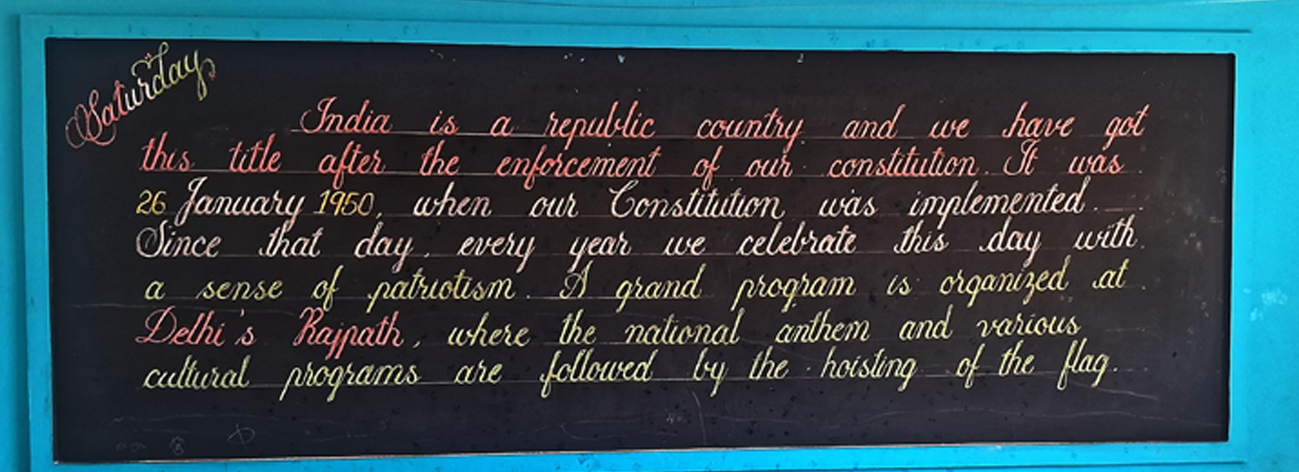 Saturday
India is a republic country and we have got
this title after the enforcement of our constitution. It was
26 January 1950, when our Constitution was implemented.
Since that day, every year we celebrate this day with
a sense of patriotism. A grand program is organized at
Delhi's Rajpath, where the national anthem and various
cultural programs are followed by the hoisting of the flag.